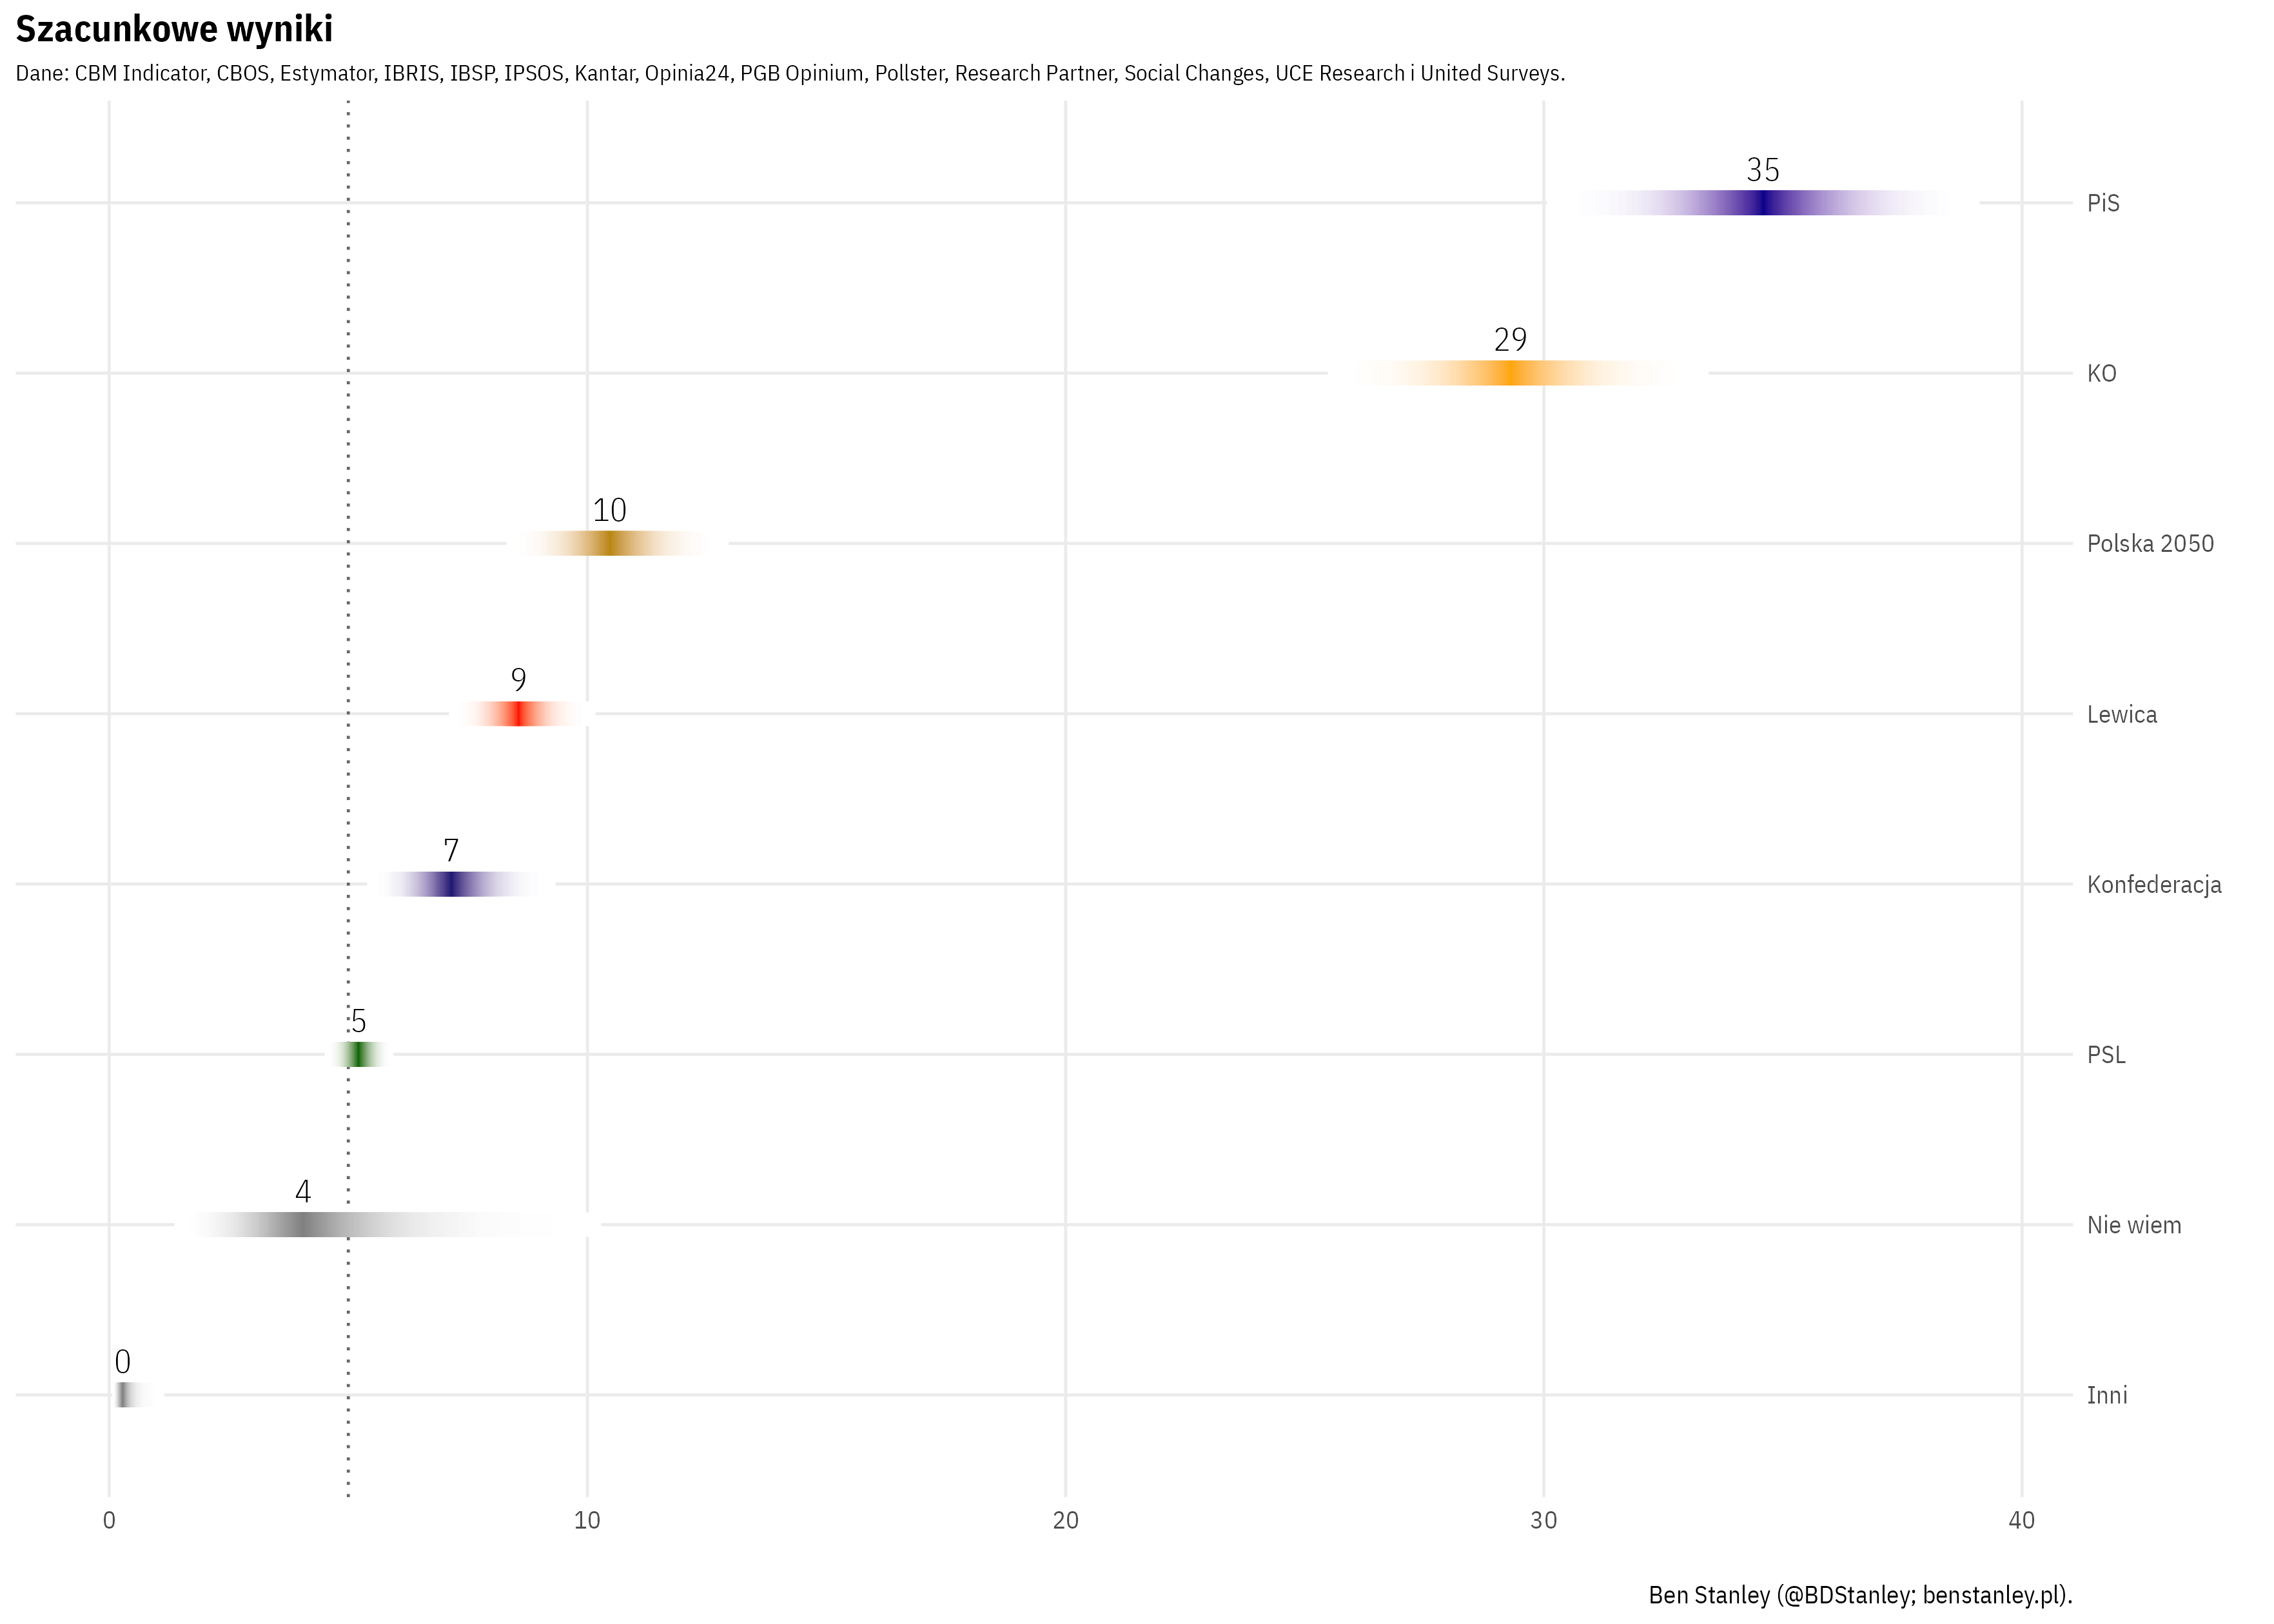 Szacunkowe wyniki
Dane: CBM Indicator, CBOS, Estymator, IBRIS, IBSP, IPSOS, Kantar, Opinia24, PGB Opinium, Pollster, Research Partner, Social Changes, UCE Research i United Surveys.
35
PiS
29
KO
10
Polska 2050
9
Lewica
7
Konfederacja
5
PSL
4
Nie wiem
0
Inni
0 10 20 30 40
Ben Stanley (@BDStanley; benstanley.pl).